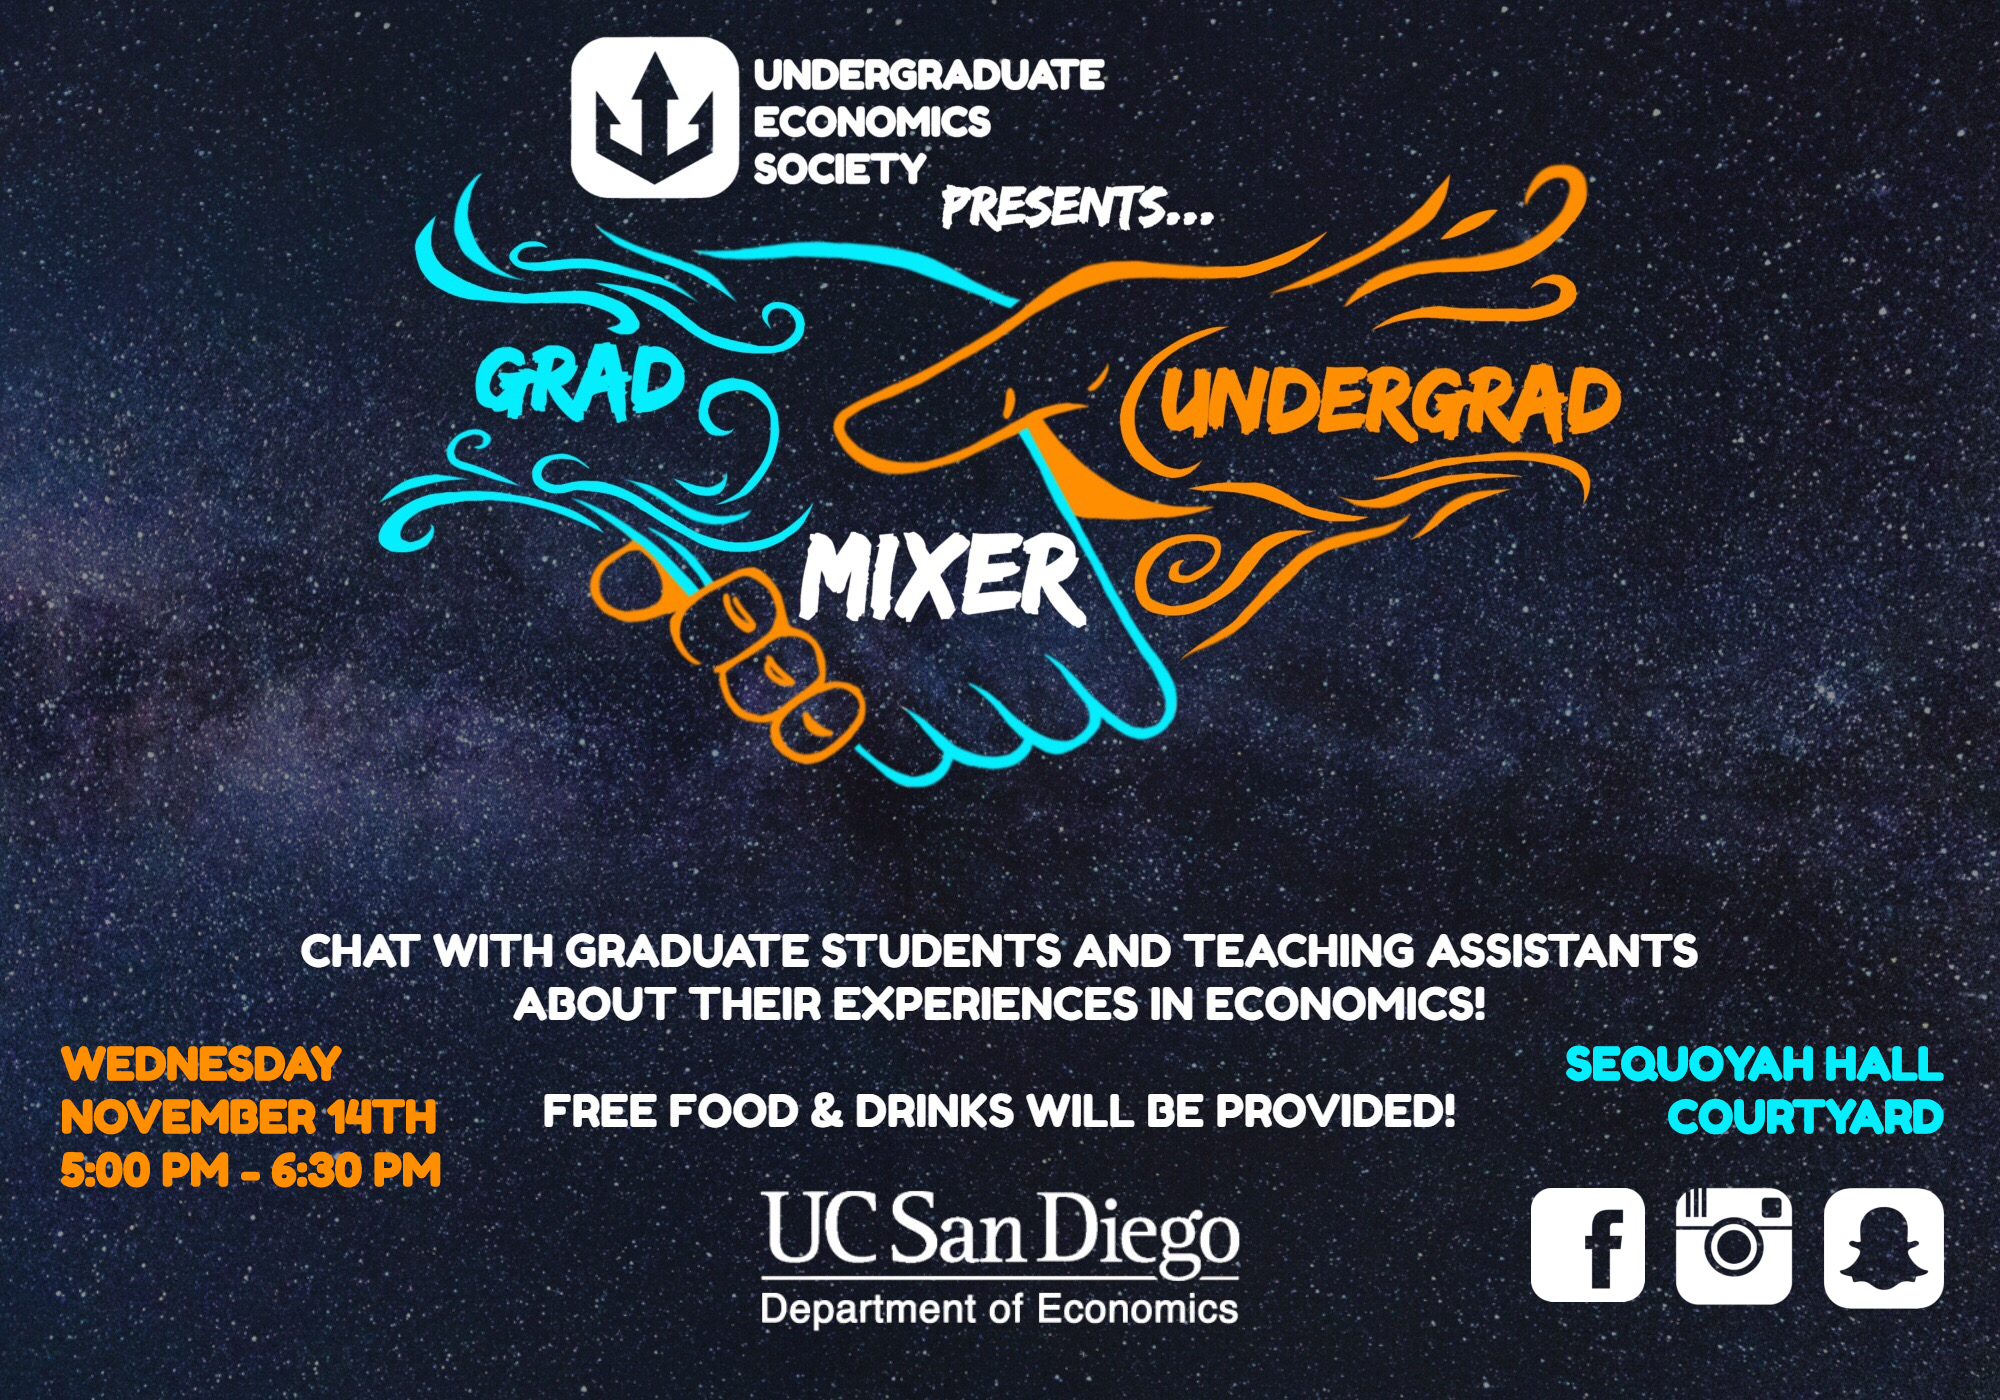 UNDERGRADUATE
ECONOMICS
SOCIETY
PRESENTS...
GRAD
UNDERGRAD
MIXER
CHAT WITH GRADUATE STUDENTS AND TEACHING ASSISTANTS
ABOUT THEIR EXPERIENCES IN ECONOMICS!
WEDNESDAY
NOVEMBER 14TH
5:00 PM - 6:30 PM
FREE FOOD & DRINKS WILL BE PROVIDED!
SEQUOYAH HALL
COURTYARD
UC San Diego
Department of Economics